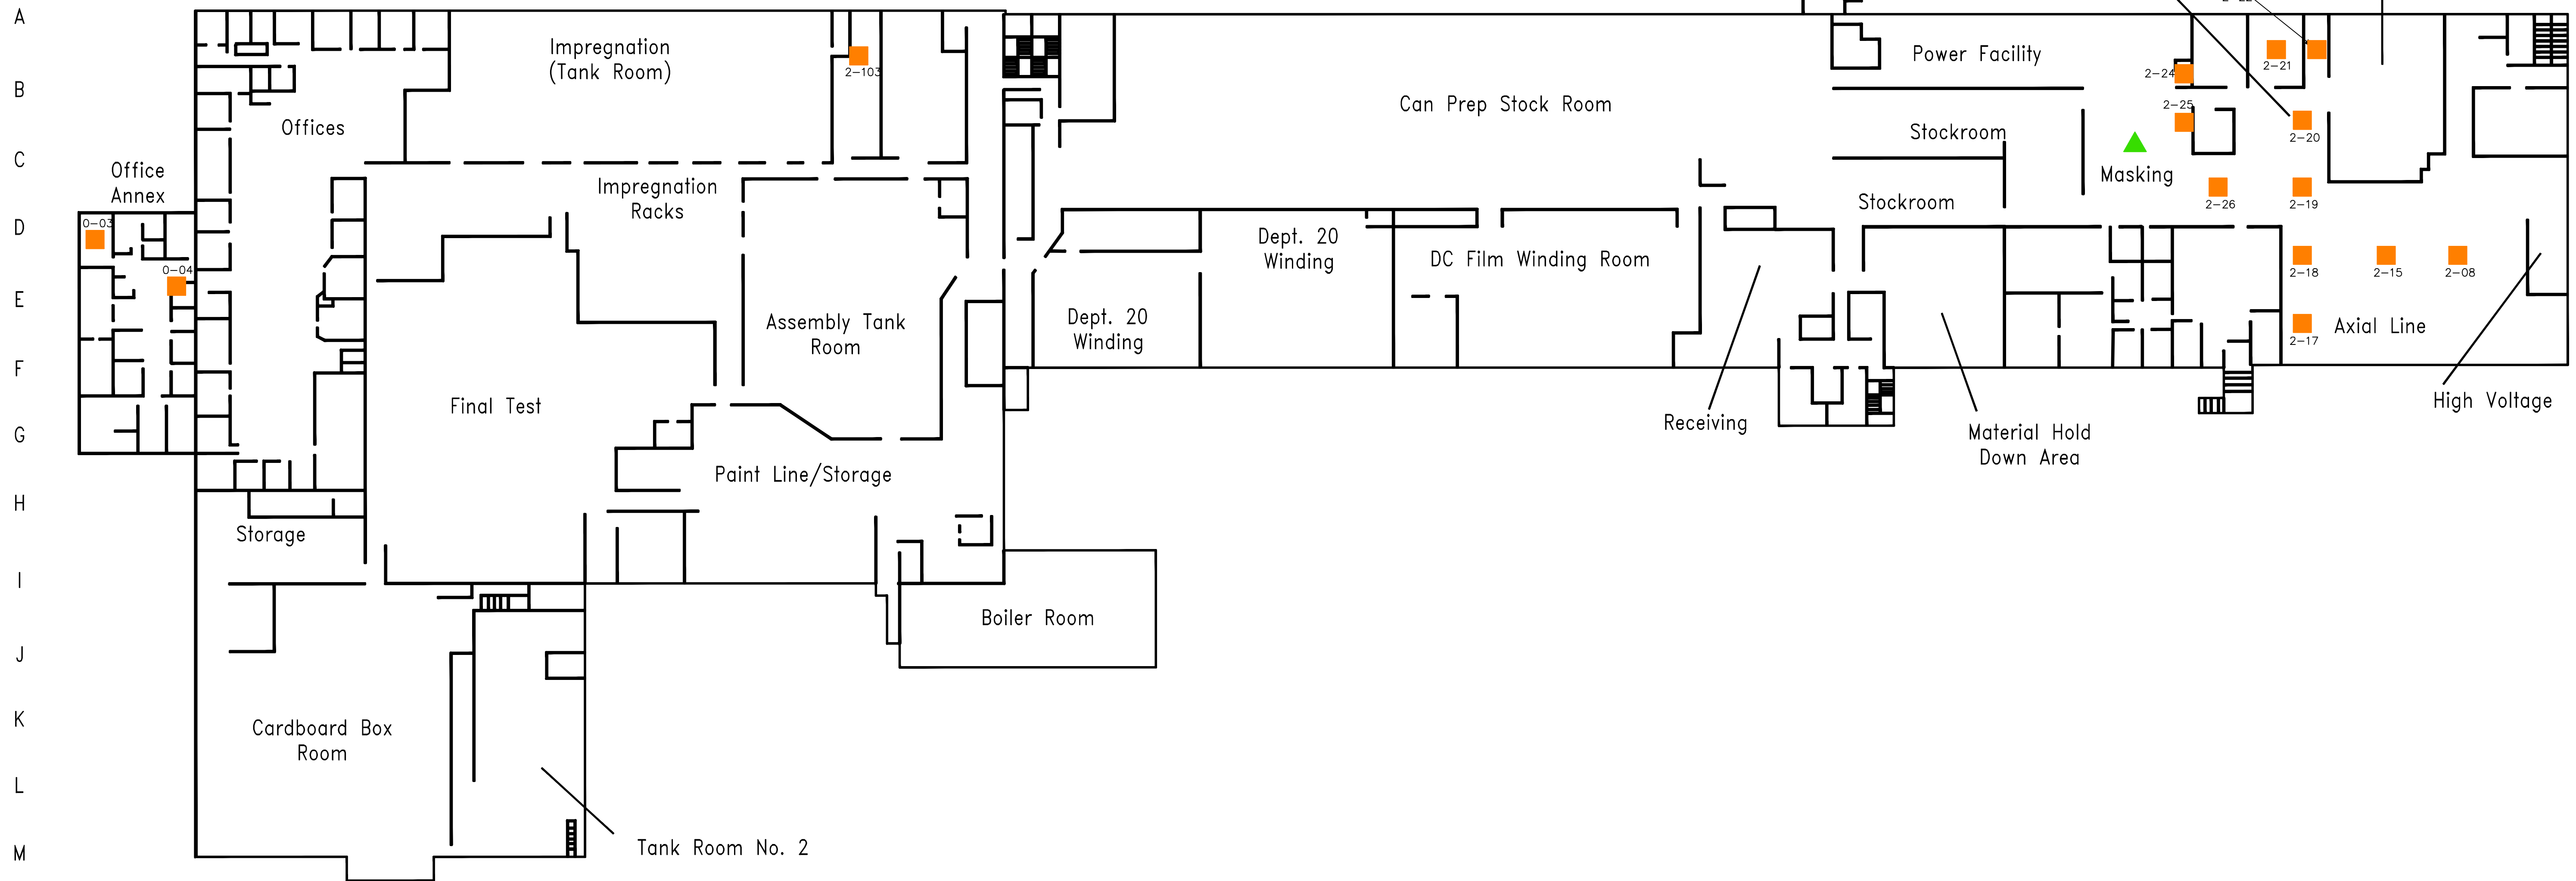 A
B
C
D
E
F
G
H
I
J
K
L
M
Impregnation
(Tank Room)
2-103
Offices
Office
Annex
0-03
0-04
Impregnation
Racks
Assembly Tank
Room
Final Test
Paint Line/Storage
Storage
Boiler Room
Cardboard Box
Room
Tank Room No. 2
Can Prep Stock Room
Dept. 20
Winding
Dept. 20
Winding
DC Film Winding Room
Receiving
Power Facility
Stockroom
Stockroom
Masking
Material Hold
Down Area
2-22
2-21
2-24
2-25
2-20
2-26
2-19
2-18
2-15
2-08
2-17
Axial Line
High Voltage